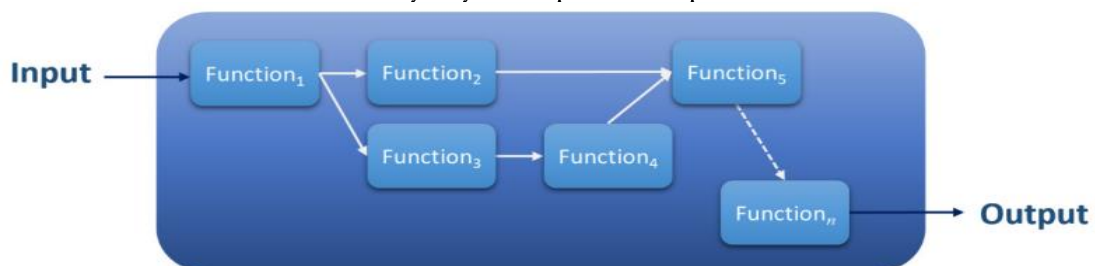 Input
Function₁
Function₂
Function₅
Function₃
Function₄
Functionₙ
Output